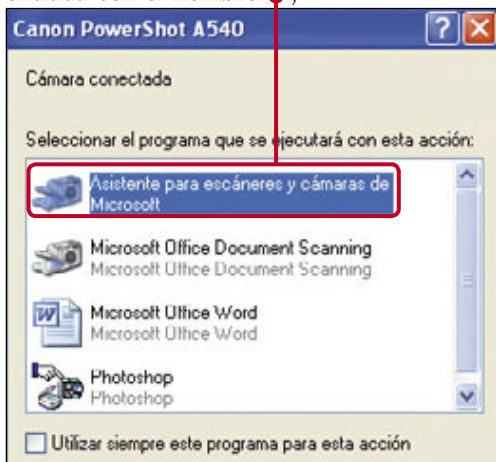 Canon PowerShot A540
Cámara conectada
Seleccionar el programa que se ejecutará con esta acción:
Asistente para escáneres y cámaras de
Microsoft
Microsoft Office Document Scanning
Microsoft Office Document Scanning
Microsoft Office Word
Microsoft Office Word
Photoshop
Photoshop
Utilizar siempre este programa para esta acción